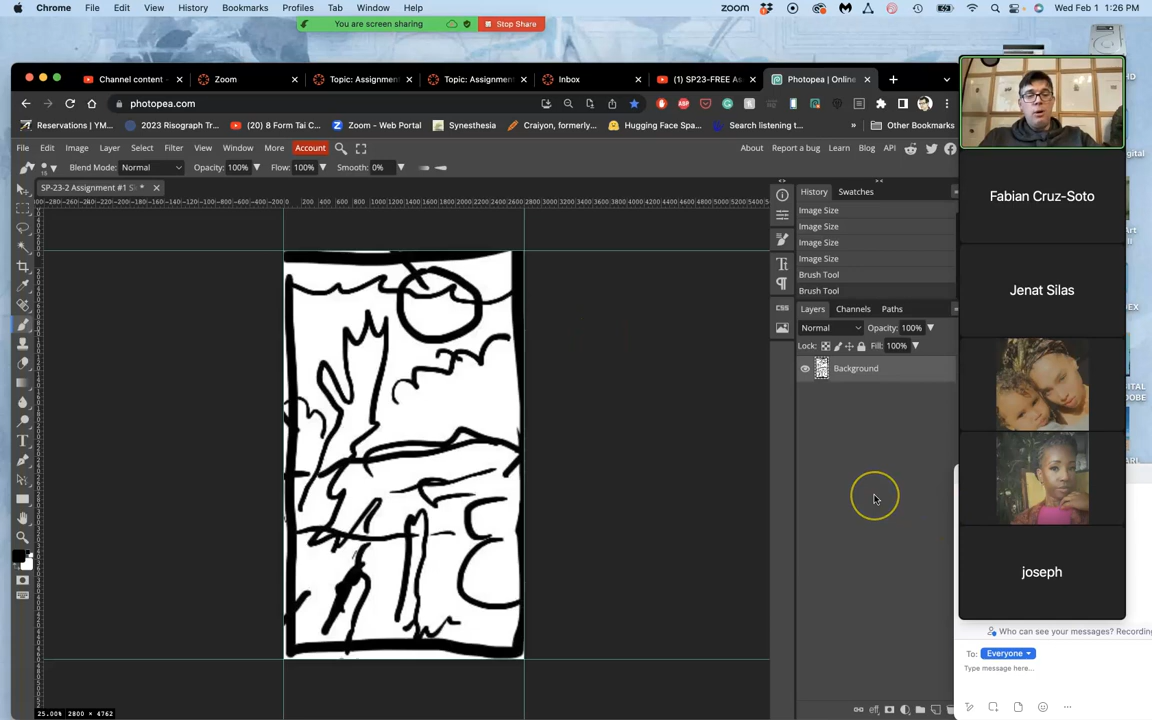 Chrome File Edit View History Bookmarks Profiles Tab Window Help zoom Wed Feb 1 1:26 PM
You are screen sharing Stop Share
Channel content - Zoom Topic: Assignment Topic: Assignment Inbox (1) SP23-FREE As Photopea | Online
photopea.com
Reservations | YM... 2023 Risograph Tr... (20) 8 Form Tai C... Zoom - Web Portal Synesthesia Craiyon, formerly... Hugging Face Spa... Search listening t... » Other Bookmarks
File Edit Image Layer Select Filter View Window More Account About Report a bug Learn Blog API
Blend Mode: Normal Opacity: 100% Flow: 100% Smooth: 0%
SP-23-2 Assignment #1 S *
History Swatches
Image Size
Image Size
Image Size
Image Size
Brush Tool
Brush Tool
Layers Channels Paths
Normal Opacity: 100%
Lock: Fill: 100%
Background
CSS
25.00% 2800 × 4762
Fabian Cruz-Soto
Jenat Silas
joseph
Who can see your messages? Recording
To: Everyone
Type message here...